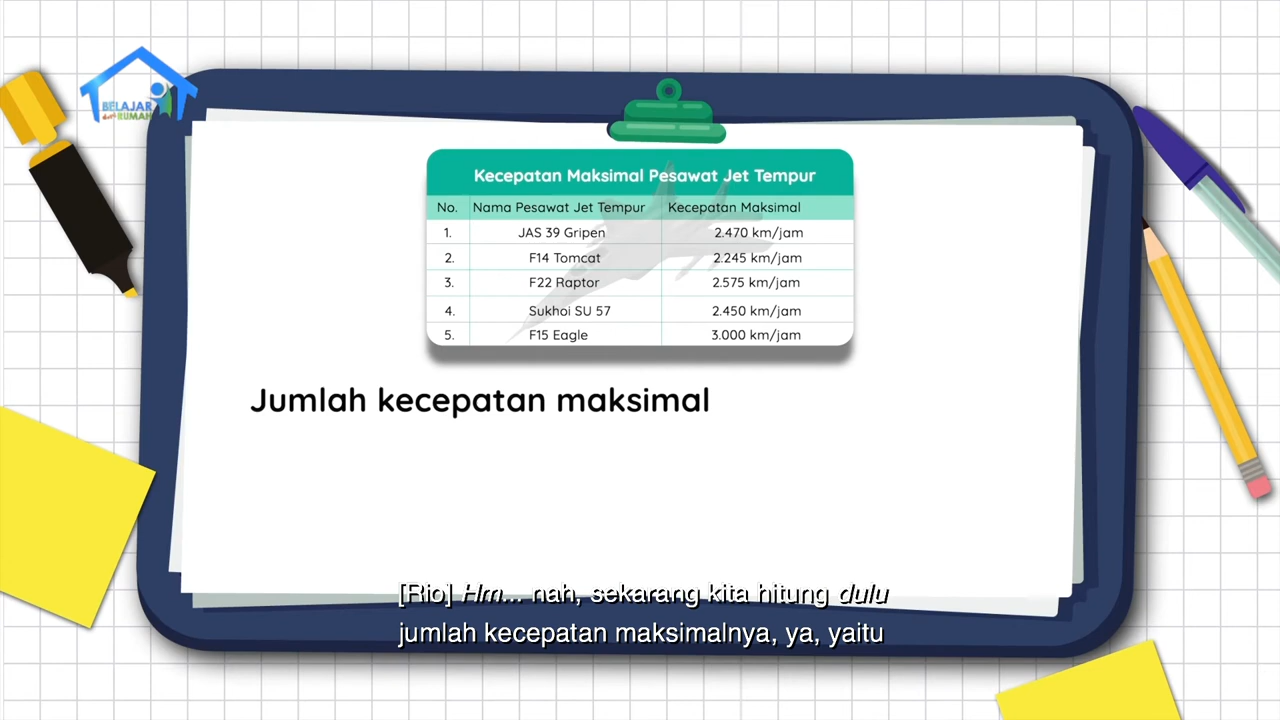 BELAJAR
dari RUMAH
Kecepatan Maksimal Pesawat Jet Tempur
No. Nama Pesawat Jet Tempur Kecepatan Maksimal
1. JAS 39 Gripen 2.470 km/jam
2. F14 Tomcat 2.245 km/jam
3. F22 Raptor 2.575 km/jam
4. Sukhoi SU 57 2.450 km/jam
5. F15 Eagle 3.000 km/jam
Jumlah kecepatan maksimal
[Rio] Hm... nah, sekarang kita hitung dulu
jumlah kecepatan maksimalnya, ya, yaitu